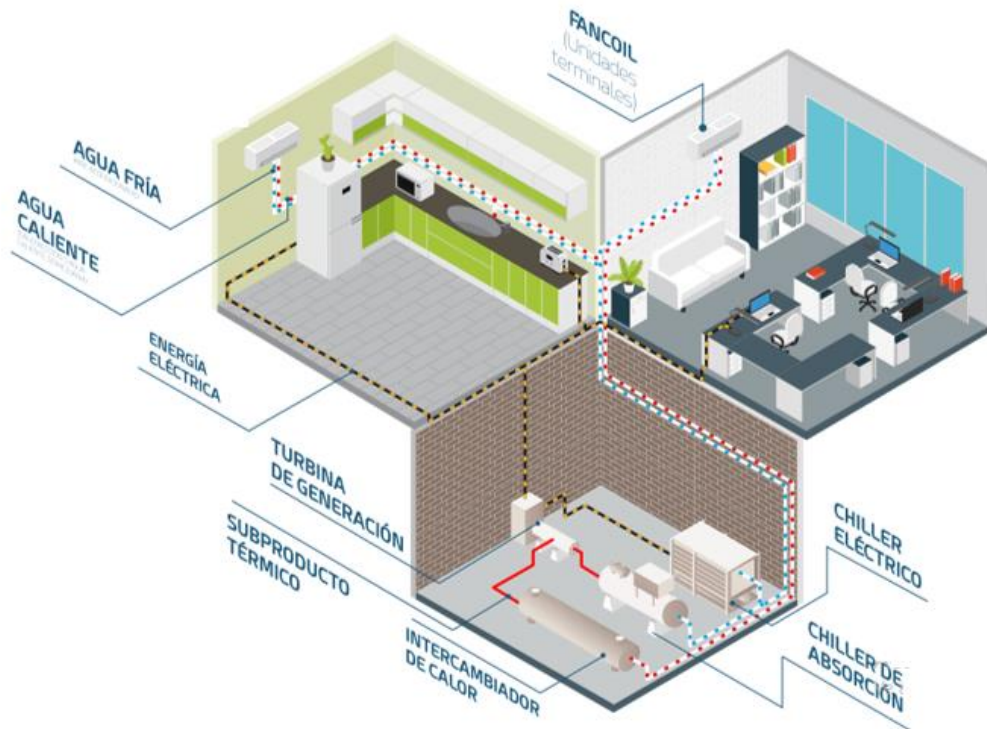 FANCOIL
(Unidades
terminales)
AGUA FRÍA
AGUA
CALIENTE
ENERGÍA
ELÉCTRICA
TURBINA
DE GENERACIÓN
SUBPRODUCTO
TÉRMICO
INTERCAMBIADOR
DE CALOR
CHILLER
ELÉCTRICO
CHILLER DE
ABSORCIÓN